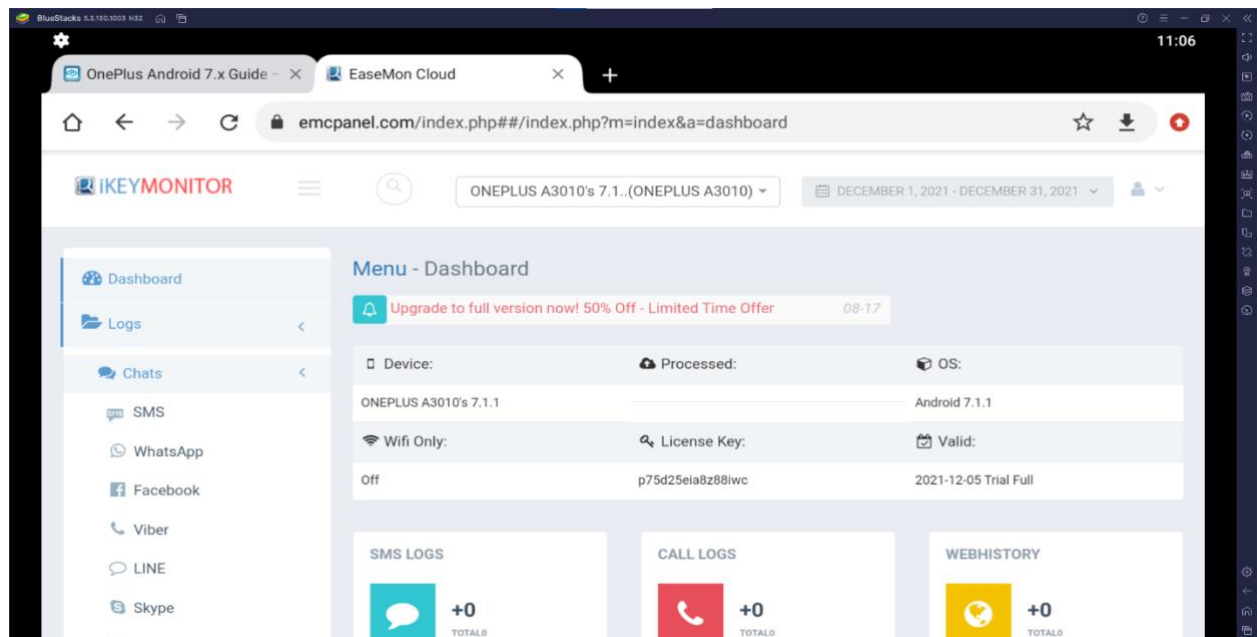 BlueStacks 5.3.130.1003 N32
11:06
OnePlus Android 7.x Guide -
EaseMon Cloud
emcpanel.com/index.php##/index.php?m=index&a=dashboard
iKEYMONITOR
ONEPLUS A3010's 7.1..(ONEPLUS A3010)
DECEMBER 1, 2021 - DECEMBER 31, 2021
Dashboard
Logs
Chats
SMS
WhatsApp
Facebook
Viber
LINE
Skype
Menu - Dashboard
Upgrade to full version now! 50% Off - Limited Time Offer 08-17
Device: Processed: OS:
ONEPLUS A3010's 7.1.1 Android 7.1.1
Wifi Only: License Key: Valid:
Off p75d25eia8z88iwc 2021-12-05 Trial Full
SMS LOGS
+0
TOTAL0
CALL LOGS
+0
TOTAL0
WEBHISTORY
+0
TOTAL0